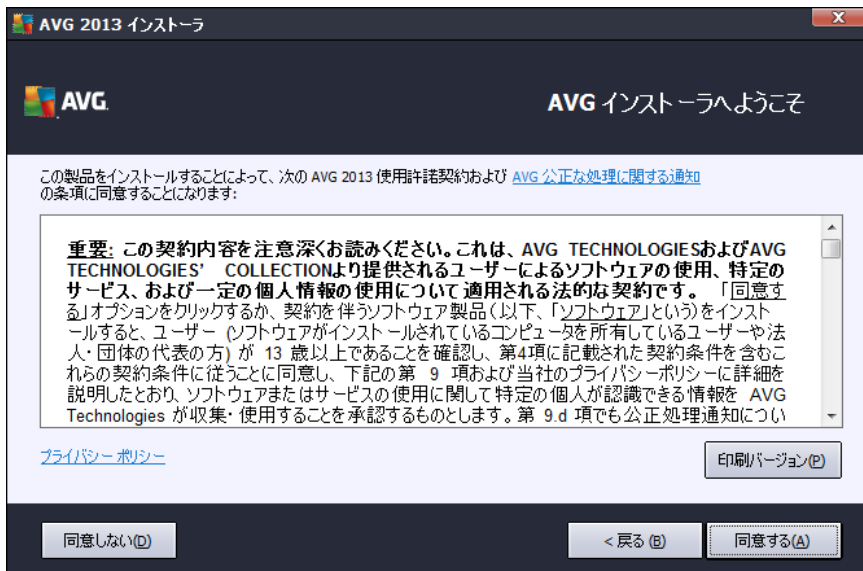 AVG 2013 インストーラ
AVG.
AVG インストーラへようこそ
この製品をインストールすることによって、次の AVG 2013 使用許諾契約および AVG 公正な処理に関する通知
の条項に同意することになります:
重要: この契約内容を注意深くお読みください。これは、AVG TECHNOLOGIESおよびAVG
TECHNOLOGIES' COLLECTIONより提供されるユーザーによるソフトウェアの使用、特定の
サービス、および一定の個人情報の使用について適用される法的な契約です。 「同意す
る」オプションをクリックするか、契約を伴うソフトウェア製品（以下、「ソフトウェア」という）をインスト
ールすると、ユーザー (ソフトウェアがインストールされているコンピュータを所有しているユーザーや法
人・団体の代表の方) が 13 歳以上であることを確認し、第4項に記載された契約条件を含むこ
れらの契約条件に従うことに同意し、下記の第 9 項および当社のプライバシーポリシーに詳細を
説明したとおり、ソフトウェアまたはサービスの使用に関して特定の個人が認識できる情報を AVG
Technologies が収集・使用することを承認するものとします。第 9.d 項でも公正処理通知につい
プライバシー ポリシー
印刷バージョン(P)
同意しない(D)
< 戻る (B)
同意する(A)